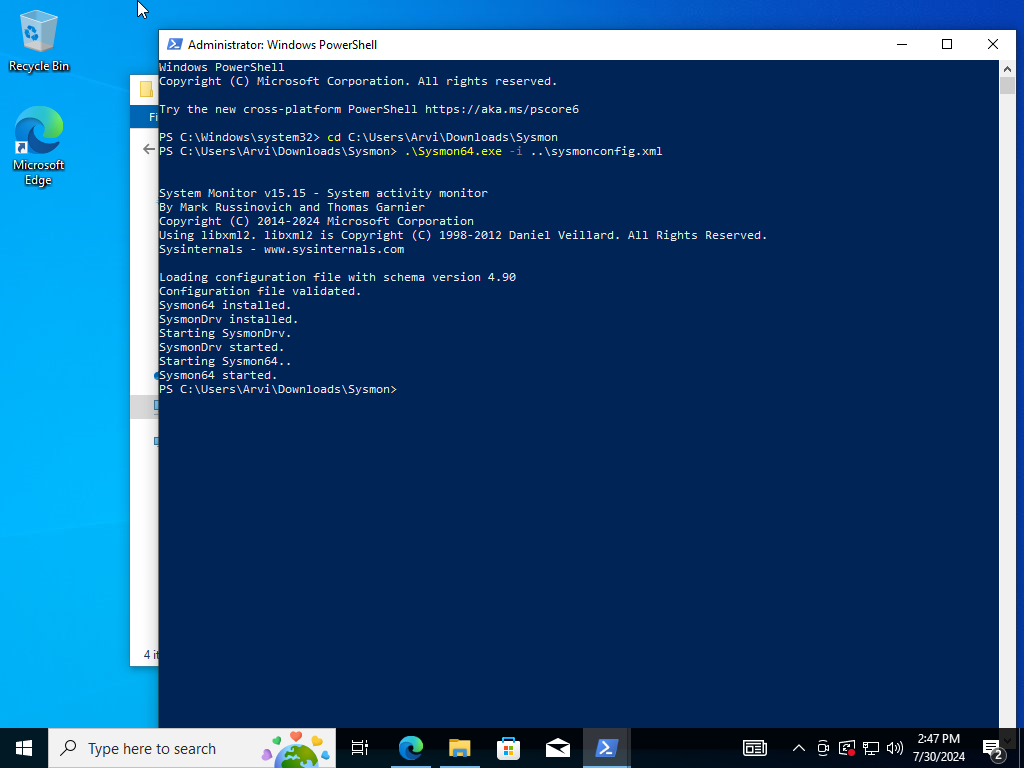 Recycle Bin
Microsoft
Edge
Administrator: Windows PowerShell
Windows PowerShell
Copyright (C) Microsoft Corporation. All rights reserved.
Try the new cross-platform PowerShell https://aka.ms/pscore6
PS C:\Windows\system32> cd C:\Users\Arvi\Downloads\Sysmon
PS C:\Users\Arvi\Downloads\Sysmon> .\Sysmon64.exe -i ..\sysmonconfig.xml
System Monitor v15.15 - System activity monitor
By Mark Russinovich and Thomas Garnier
Copyright (C) 2014-2024 Microsoft Corporation
Using libxml2. libxml2 is Copyright (C) 1998-2012 Daniel Veillard. All Rights Reserved.
Sysinternals - www.sysinternals.com
Loading configuration file with schema version 4.90
Configuration file validated.
Sysmon64 installed.
SysmonDrv installed.
Starting SysmonDrv.
SysmonDrv started.
Starting Sysmon64..
Sysmon64 started.
PS C:\Users\Arvi\Downloads\Sysmon>
Fi
4 it
Type here to search
2:47 PM
7/30/2024
2